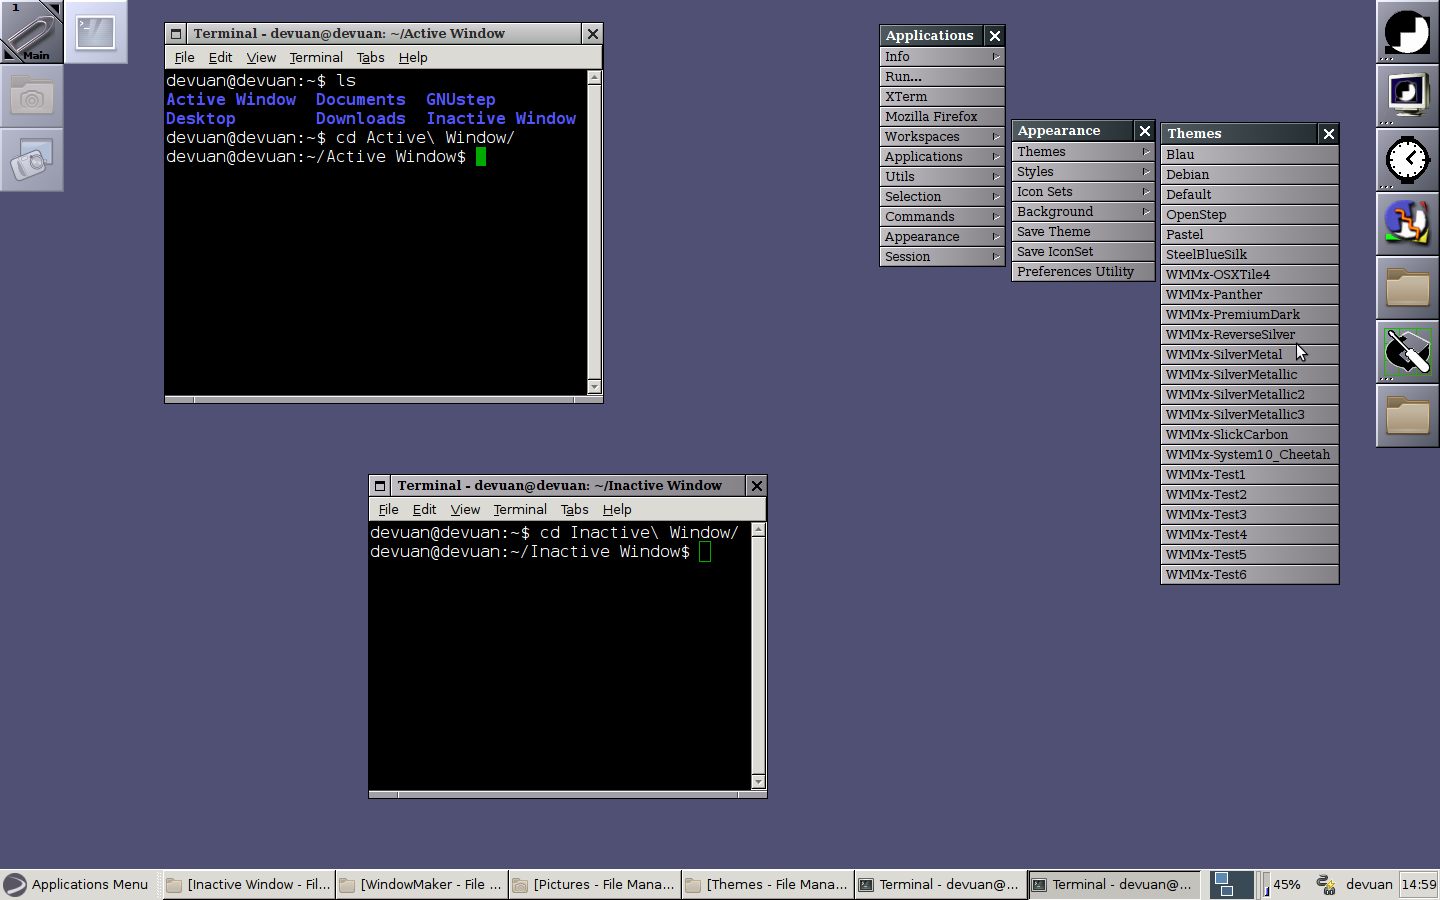 1
Main
Terminal - devuan@devuan: ~/Active Window
File Edit View Terminal Tabs Help
devuan@devuan:~$ ls
Active Window  Documents  GNUstep
Desktop        Downloads  Inactive Window
devuan@devuan:~$ cd Active\ Window/
devuan@devuan:~/Active Window$
Terminal - devuan@devuan: ~/Inactive Window
File Edit View Terminal Tabs Help
devuan@devuan:~$ cd Inactive\ Window/
devuan@devuan:~/Inactive Window$
Applications
Info
Run...
XTerm
Mozilla Firefox
Workspaces
Applications
Utils
Selection
Commands
Appearance
Session
Appearance
Themes
Styles
Icon Sets
Background
Save Theme
Save IconSet
Preferences Utility
Themes
Blau
Debian
Default
OpenStep
Pastel
SteelBlueSilk
WMMx-OSXTile4
WMMx-Panther
WMMx-PremiumDark
WMMx-ReverseSilver
WMMx-SilverMetal
WMMx-SilverMetallic
WMMx-SilverMetallic2
WMMx-SilverMetallic3
WMMx-SlickCarbon
WMMx-System10_Cheetah
WMMx-Test1
WMMx-Test2
WMMx-Test3
WMMx-Test4
WMMx-Test5
WMMx-Test6
Applications Menu [Inactive Window - Fil... [WindowMaker - File ... [Pictures - File Mana... [Themes - File Mana... Terminal - devuan@... Terminal - devuan@... 45% devuan 14:59